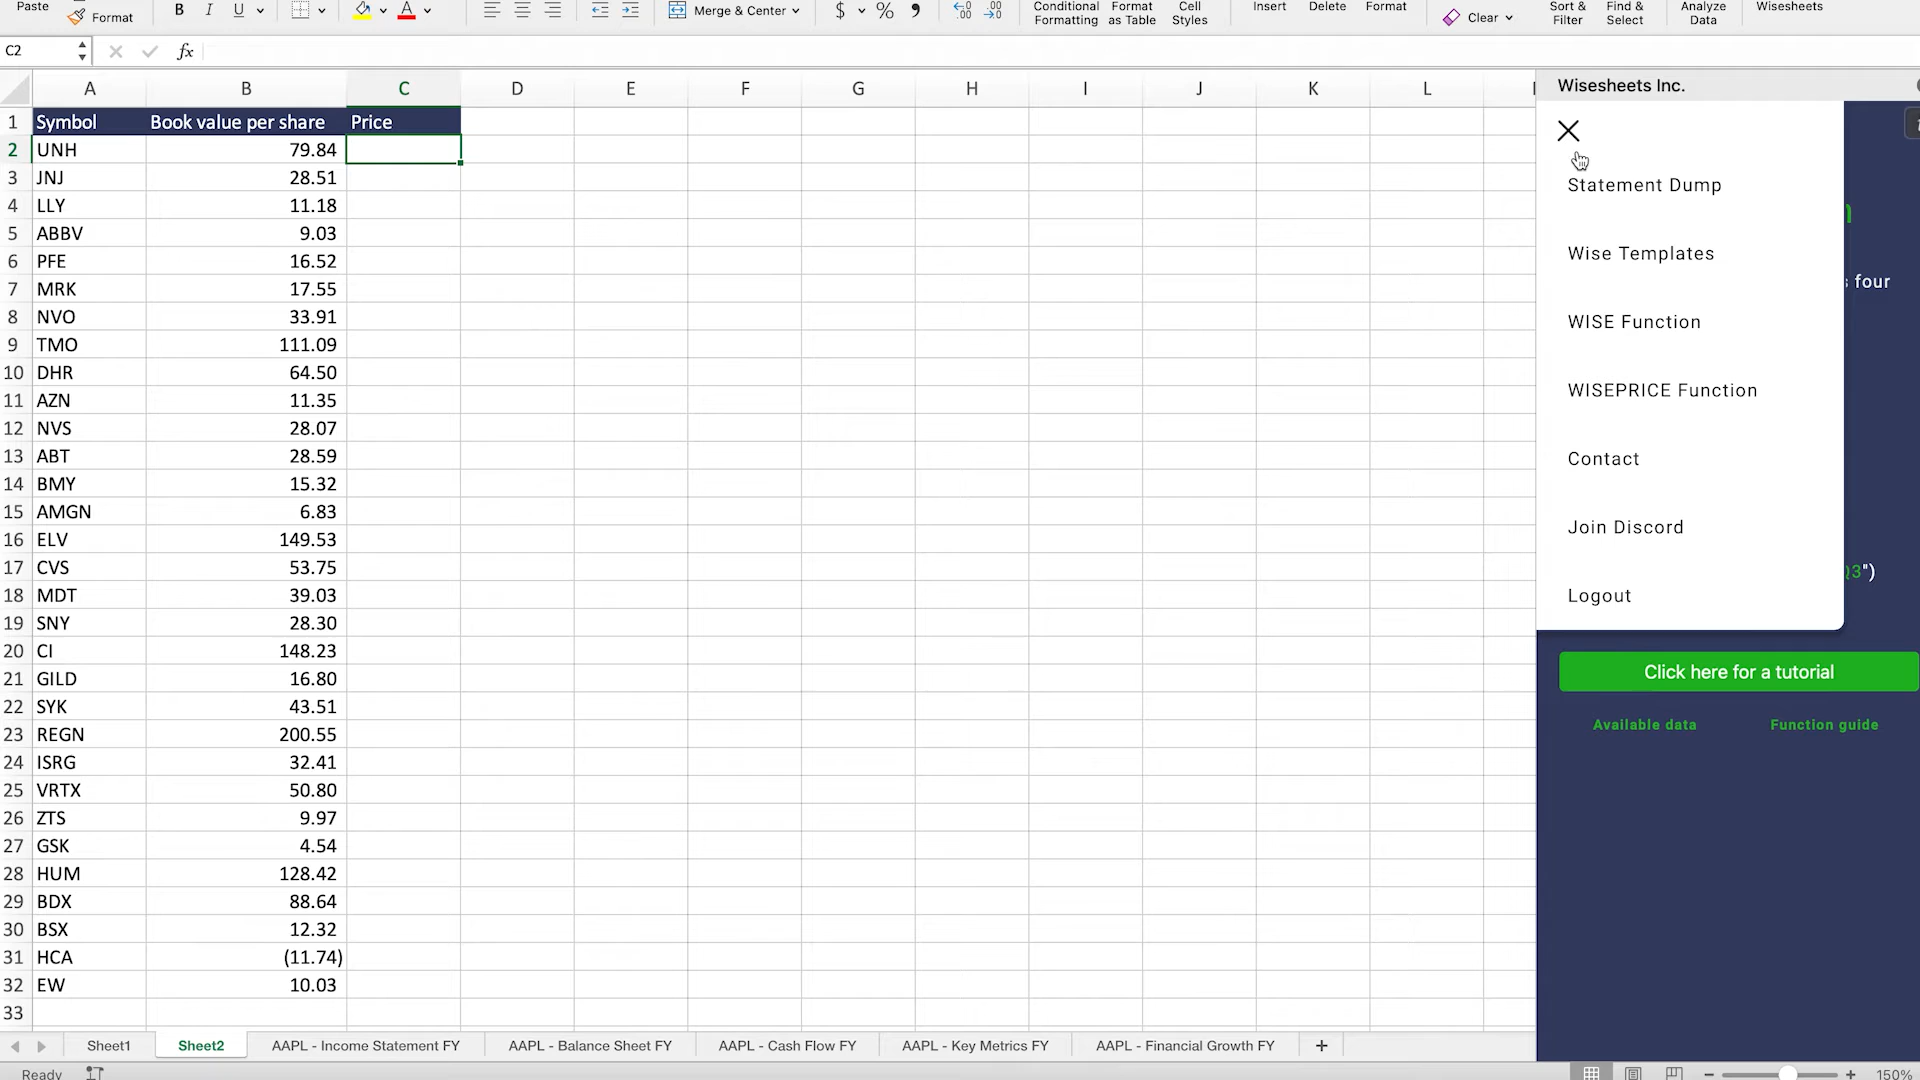 Paste Format B I U Merge & Center $ % 9 Conditional Formatting Format as Table Cell Styles Insert Delete Format Clear Sort & Filter Find & Select Analyze Data Wisesheets
C2 fx
Wisesheets Inc.
A B C D E F G H I J K L
1 Symbol Book value per share Price
2 UNH 79.84
3 JNJ 28.51
4 LLY 11.18
5 ABBV 9.03
6 PFE 16.52
7 MRK 17.55
8 NVO 33.91
9 TMO 111.09
10 DHR 64.50
11 AZN 11.35
12 NVS 28.07
13 ABT 28.59
14 BMY 15.32
15 AMGN 6.83
16 ELV 149.53
17 CVS 53.75
18 MDT 39.03
19 SNY 28.30
20 CI 148.23
21 GILD 16.80
22 SYK 43.51
23 REGN 200.55
24 ISRG 32.41
25 VRTX 50.80
26 ZTS 9.97
27 GSK 4.54
28 HUM 128.42
29 BDX 88.64
30 BSX 12.32
31 HCA (11.74)
32 EW 10.03
33
Statement Dump
Wise Templates
four
WISE Function
WISEPRICE Function
Contact
Join Discord
3")
Logout
Click here for a tutorial
Available data Function guide
Sheet1 Sheet2 AAPL - Income Statement FY AAPL - Balance Sheet FY AAPL - Cash Flow FY AAPL - Key Metrics FY AAPL - Financial Growth FY +
Ready 150%